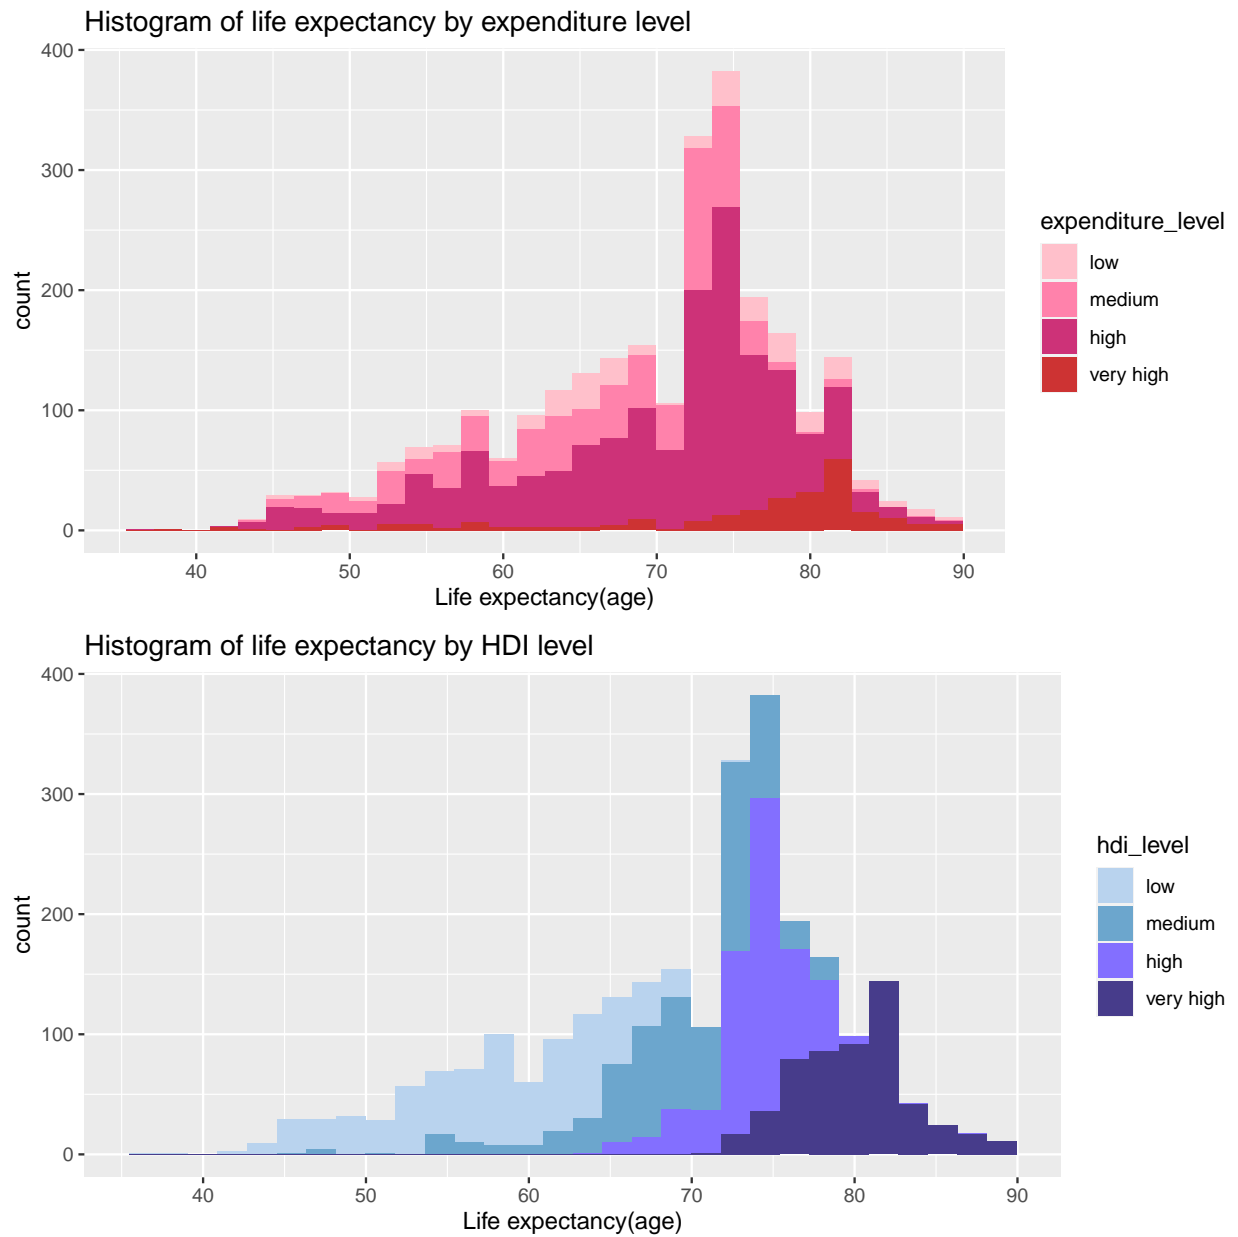 Histogram of life expectancy by expenditure level
400
300
200
100
0
count
40 50 60 70 80 90
Life expectancy(age)
expenditure_level
low
medium
high
very high
Histogram of life expectancy by HDI level
400
300
200
100
0
count
40 50 60 70 80 90
Life expectancy(age)
hdi_level
low
medium
high
very high